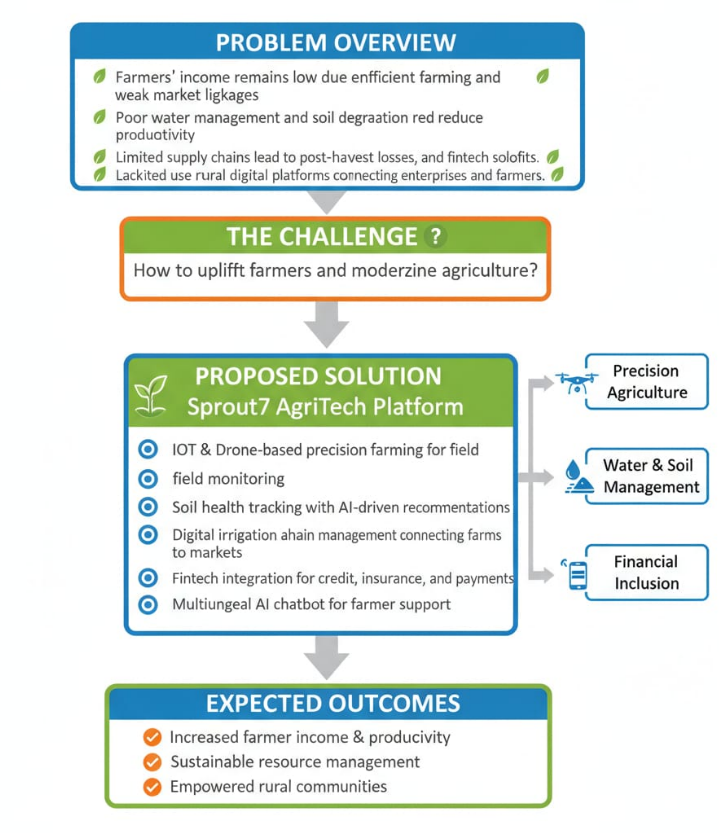 PROBLEM OVERVIEW
Farmers' income remains low due enfficient farming and
weak market ligkages
Poor water management and soil degraation red reduce
productivity
Limited supply chains lead to post-havest losses, and fintech solofits.
Lackited use rural digital platforms connecting enterprises and farmers.
THE CHALLENGE ?
How to uplifft farmers and moderzine agriculture?
PROPOSED SOLUTION
Sprout7 AgriTech Platform
IOT & Drone-based precision farming for field
field monitoring
Soil health tracking with AI-driven recommentations
Digital irrigation ahain management connecting farms
to markets
Fintech integration for credit, insurance, and payments
Multiungeal AI chatbot for farmer support
Precision
Agriculture
Water & Soil
Management
Financial
Inclusion
EXPECTED OUTCOMES
Increased farmer income & producivity
Sustainable resource management
Empowered rural communities